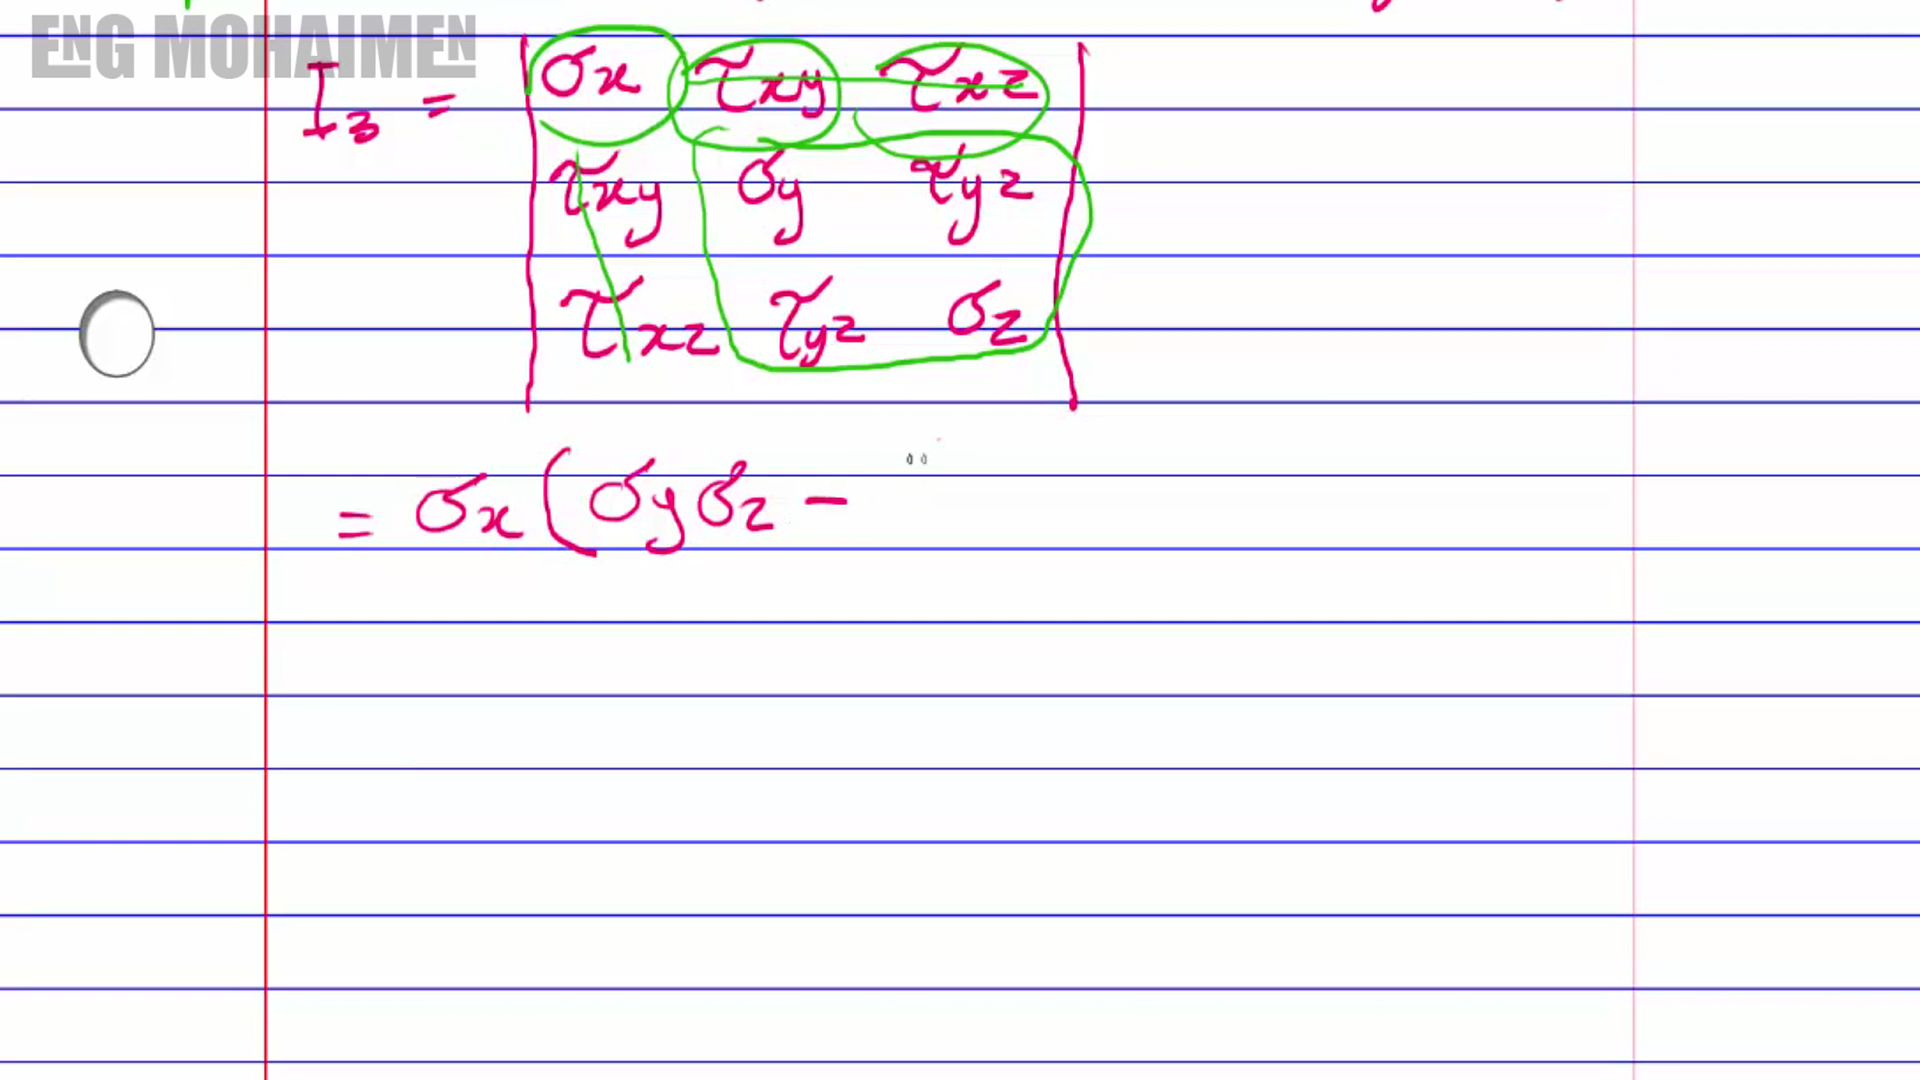 ENG MOHAIMEN
I₃ = | σx τxy τxz |
| τxy σy τyz |
| τxz τyz σz |
= σx ( σy σz −